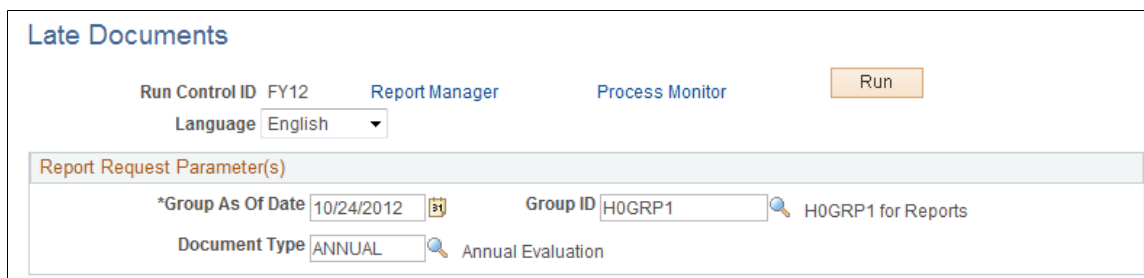 Late Documents
Run Control ID FY12 Report Manager Process Monitor Run
Language English
Report Request Parameter(s)
*Group As Of Date 10/24/2012 31 Group ID H0GRP1 H0GRP1 for Reports
Document Type ANNUAL Annual Evaluation